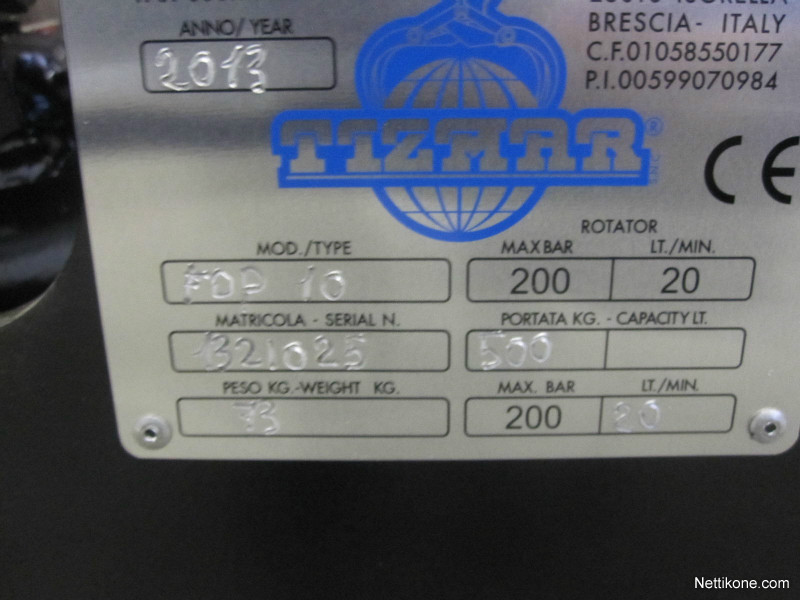 BRESCIA- ITALY
C.F.01058550177
P.I.00599070984
ANNO/ YEAR
2013
TIZMAR®
CE
ROTATOR
MOD./TYPE MAX BAR LT./MIN.
FDP 10 200 20
MATRICOLA - SERIAL N. PORTATA KG. - CAPACITY LT.
1321025 500
PESO KG.-WEIGHT KG. MAX. BAR LT./MIN.
73 200 20
Nettikone.com